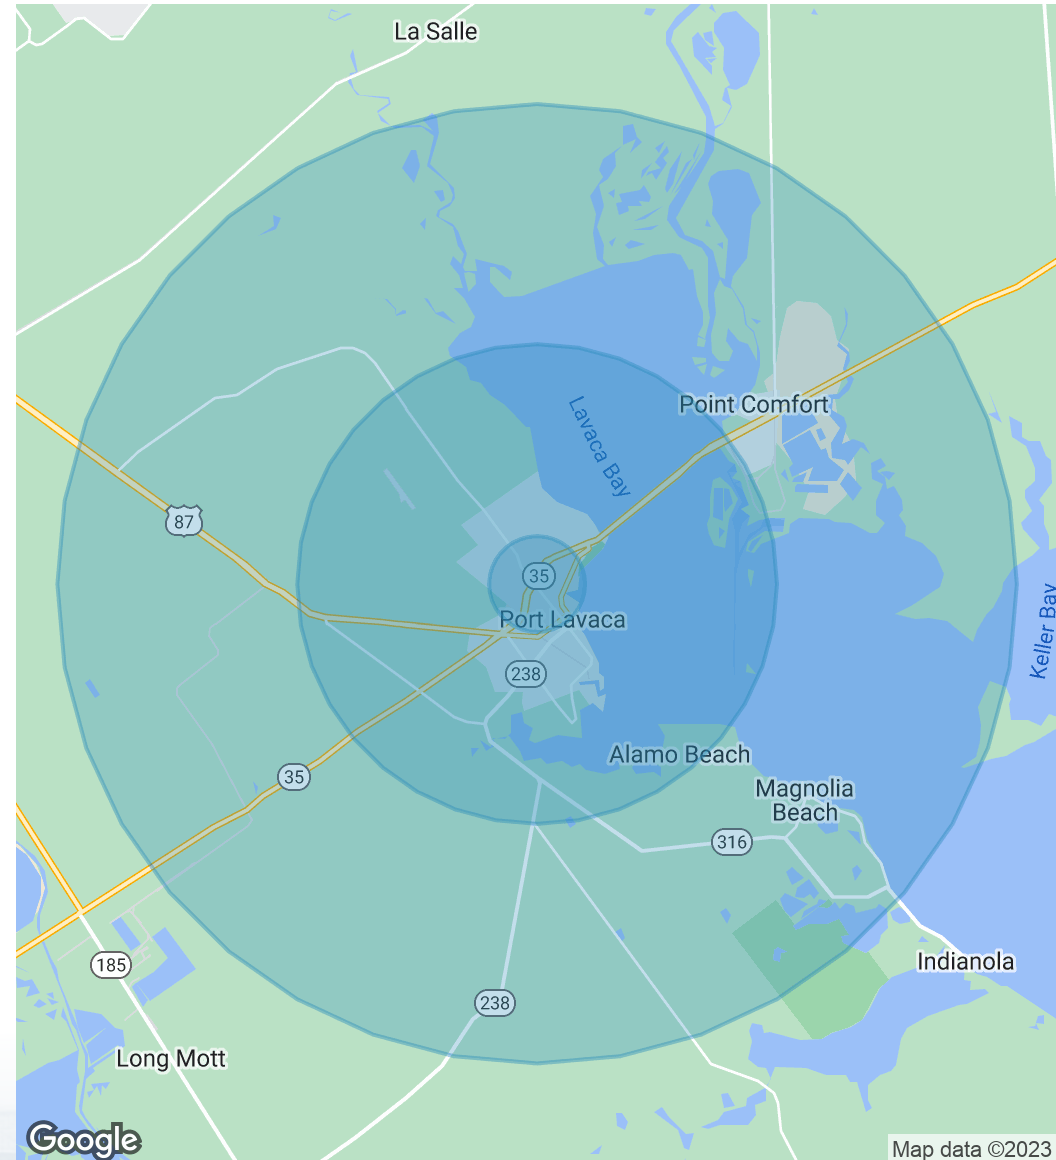 La Salle
Point Comfort
Lavaca Bay
87
35
Keller Bay
Port Lavaca
238
Alamo Beach
35
Magnolia
Beach
316
185
Indianola
238
Long Mott
Google
Map data ©2023